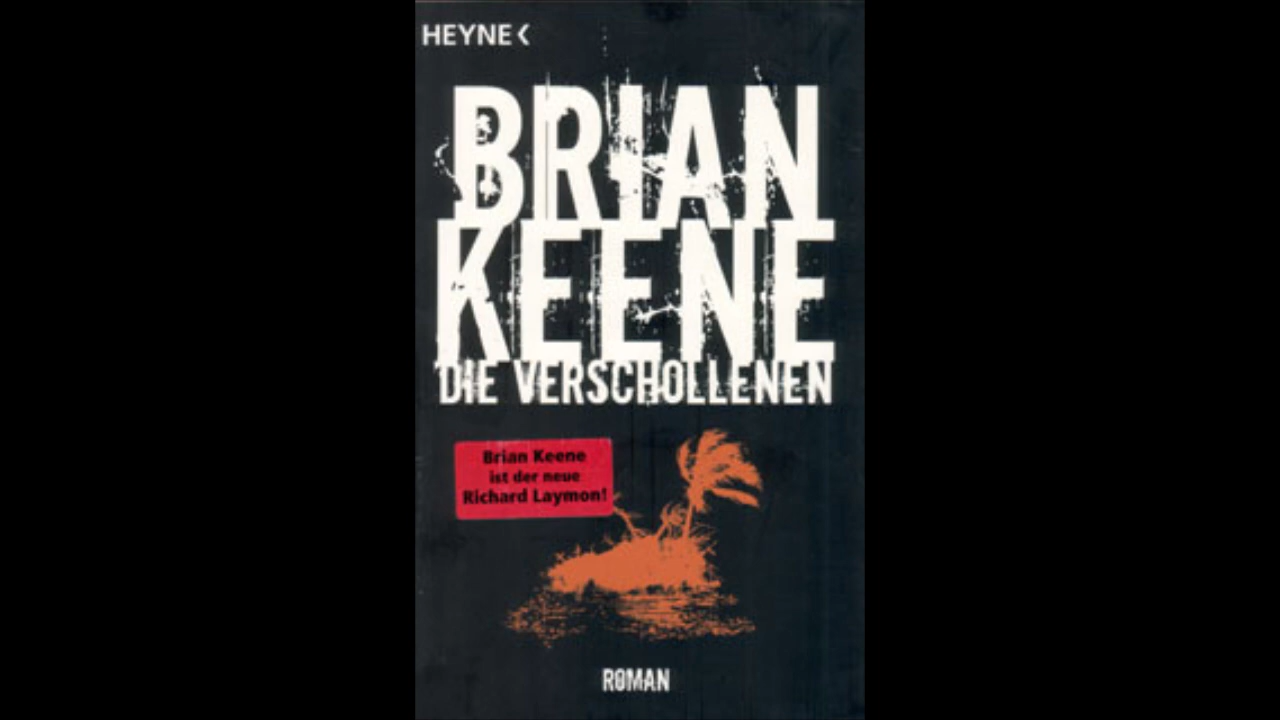 HEYNE‹
BRIAN
KEENE
DIE VERSCHOLLENEN
Brian Keene
ist der neue
Richard Laymon!
ROMAN